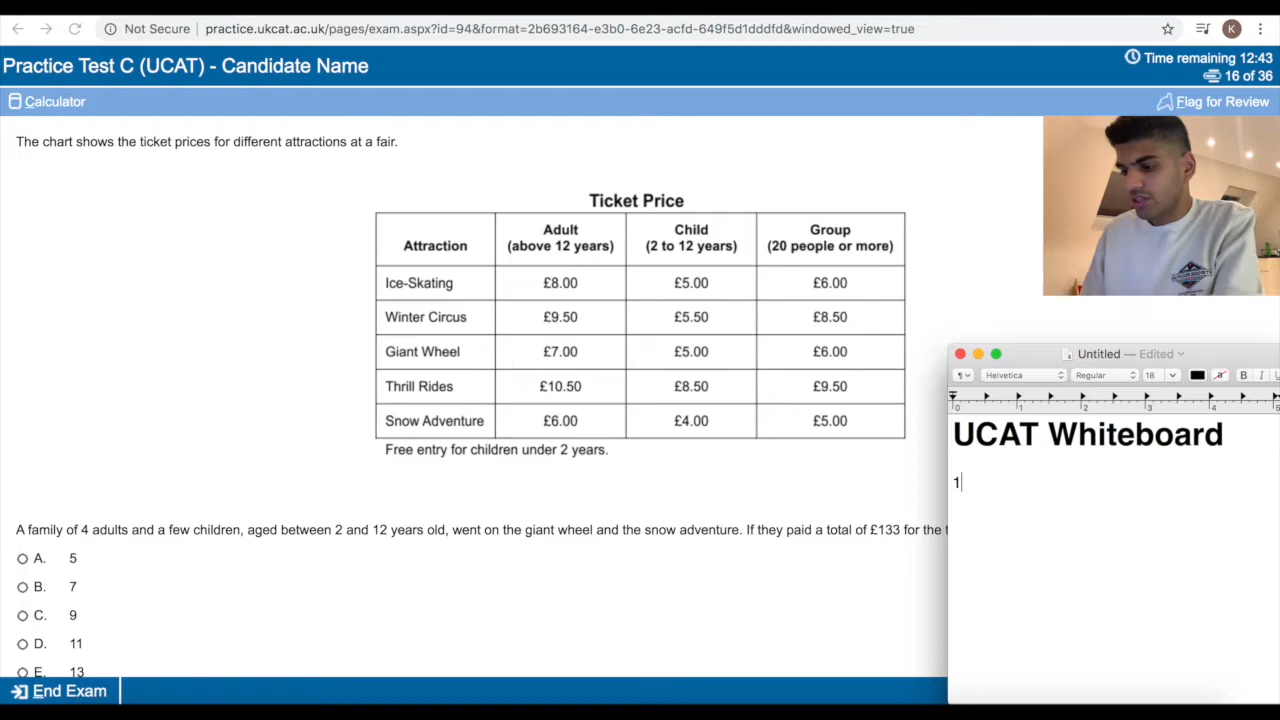 Not Secure practice.ukcat.ac.uk/pages/exam.aspx?id=94&format=2b693164-e3b0-6e23-acfd-649f5d1dddfd&windowed_view=true K
Practice Test C (UCAT) - Candidate Name
Time remaining 12:43
16 of 36
Calculator
Flag for Review
The chart shows the ticket prices for different attractions at a fair.
Ticket Price
Attraction Adult (above 12 years) Child (2 to 12 years) Group (20 people or more)
Ice-Skating £8.00 £5.00 £6.00
Winter Circus £9.50 £5.50 £8.50
Giant Wheel £7.00 £5.00 £6.00
Thrill Rides £10.50 £8.50 £9.50
Snow Adventure £6.00 £4.00 £5.00
Free entry for children under 2 years.
A family of 4 adults and a few children, aged between 2 and 12 years old, went on the giant wheel and the snow adventure. If they paid a total of £133 for the
A. 5
B. 7
C. 9
D. 11
E. 13
End Exam
Untitled — Edited
Helvetica Regular 18 a B I U
0 1 2 3 4 5
UCAT Whiteboard
1